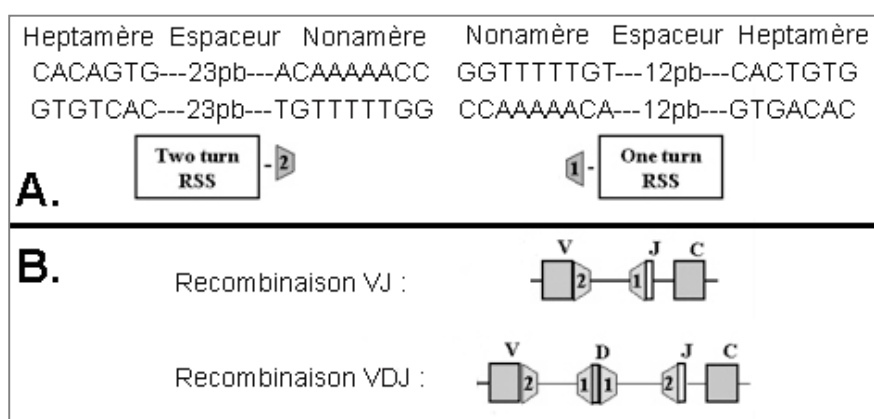 Heptamère Espaceur Nonamère Nonamère Espaceur Heptamère
CACAGTG---23pb---ACAAAAACC GGTTTTTGT---12pb---CACTGTG
GTGTCAC---23pb---TGTTTTTGG CCAAAAACA---12pb---GTGACAC
Two turn RSS - 2 1 - One turn RSS
A.
B.
V J C
Recombinaison VJ : 2 1
V D J C
Recombinaison VDJ : 2 1 1 2